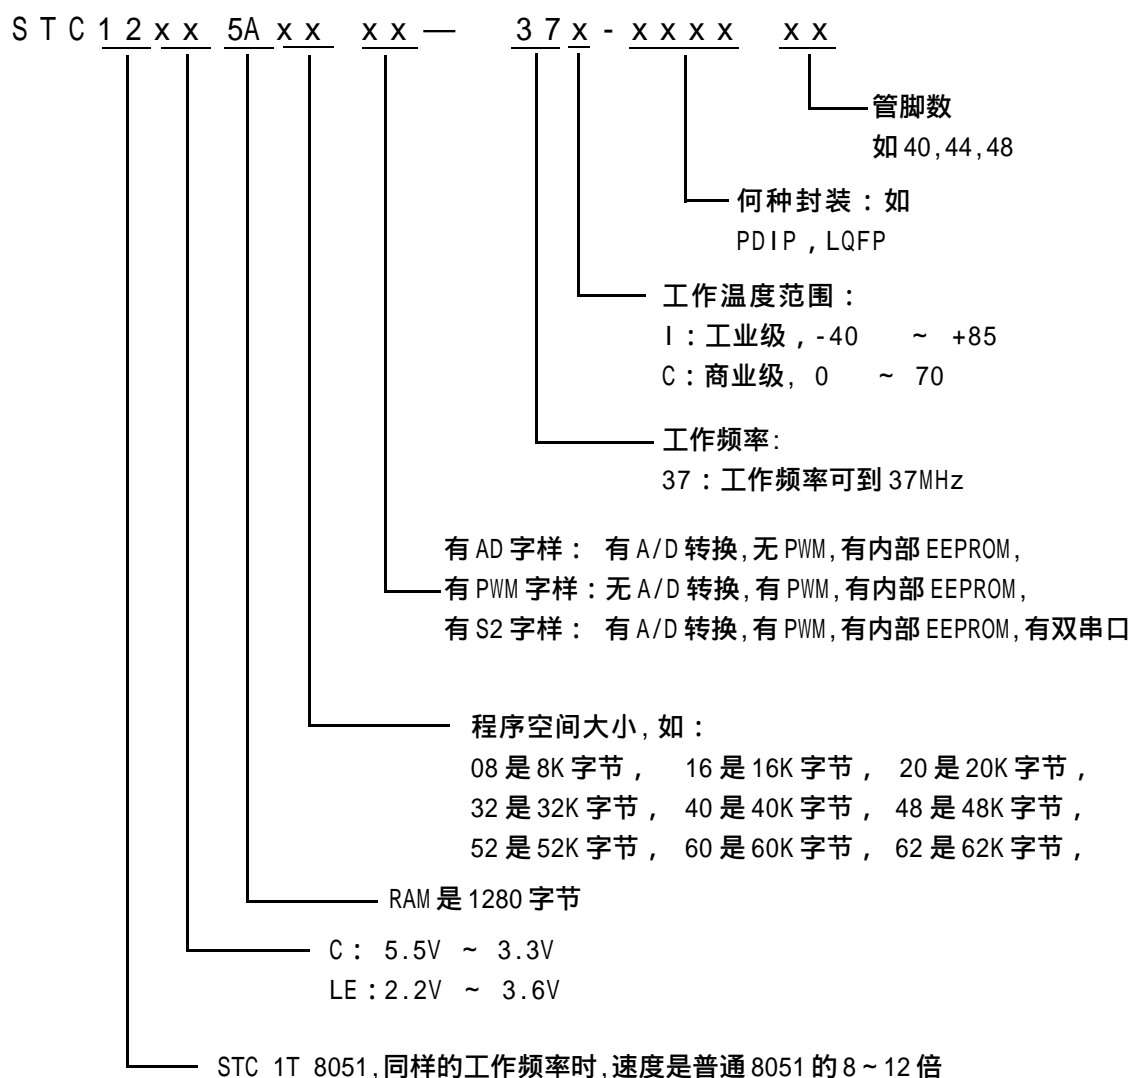 STC12xx 5Axx xx— 37x-xxxx xx
管脚数
如40,44,48
何种封装：如
PDIP，LQFP
工作温度范围：
I：工业级，-40 ~ +85
C：商业级, 0 ~ 70
工作频率:
37：工作频率可到37MHz
有AD字样： 有A/D转换,无PWM,有内部EEPROM,
有PWM字样：无A/D转换,有PWM,有内部EEPROM,
有S2字样： 有A/D转换,有PWM,有内部EEPROM,有双串口
程序空间大小,如：
08是8K字节， 16是16K字节， 20是20K字节，
32是32K字节， 40是40K字节， 48是48K字节，
52是52K字节， 60是60K字节， 62是62K字节，
RAM是1280字节
C： 5.5V ~ 3.3V
LE：2.2V ~ 3.6V
STC 1T 8051,同样的工作频率时,速度是普通8051的8~12倍